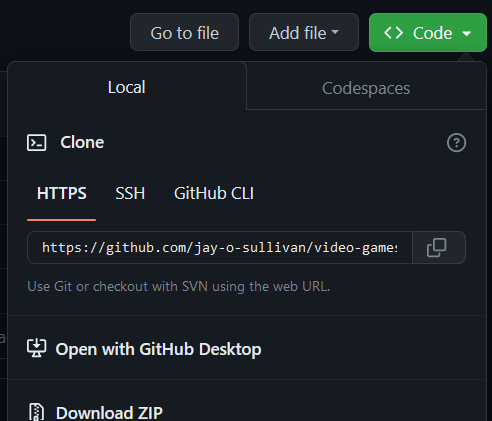 Go to file Add file Code
Local Codespaces
Clone
HTTPS SSH GitHub CLI
https://github.com/jay-o-sullivan/video-games
Use Git or checkout with SVN using the web URL.
Open with GitHub Desktop
Download ZIP